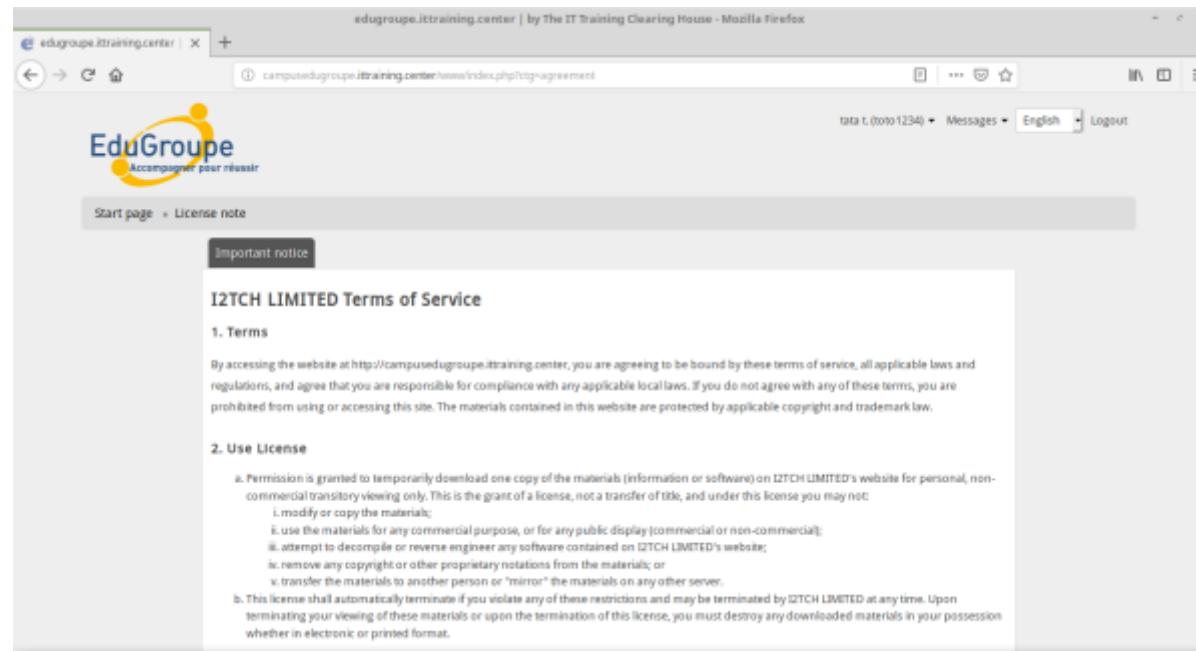 edugroupe.ittraining.center | by The IT Training Clearing House - Mozilla Firefox
edugroupe.ittraining.center |
campusedugroupe.ittraining.center/www/index.php?ctg=agreement
tata t. (toto1234) Messages English Logout
EduGroupe
Accompagner pour réussir
Start page » License note
Important notice
I2TCH LIMITED Terms of Service
1. Terms
By accessing the website at http://campusedugroupe.ittraining.center, you are agreeing to be bound by these terms of service, all applicable laws and
regulations, and agree that you are responsible for compliance with any applicable local laws. If you do not agree with any of these terms, you are
prohibited from using or accessing this site. The materials contained in this website are protected by applicable copyright and trademark law.
2. Use License
a. Permission is granted to temporarily download one copy of the materials (information or software) on I2TCH LIMITED's website for personal, non-
commercial transitory viewing only. This is the grant of a license, not a transfer of title, and under this license you may not:
i. modify or copy the materials;
ii. use the materials for any commercial purpose, or for any public display (commercial or non-commercial);
iii. attempt to decompile or reverse engineer any software contained on I2TCH LIMITED's website;
iv. remove any copyright or other proprietary notations from the materials; or
v. transfer the materials to another person or "mirror" the materials on any other server.
b. This license shall automatically terminate if you violate any of these restrictions and may be terminated by I2TCH LIMITED at any time. Upon
terminating your viewing of these materials or upon the termination of this license, you must destroy any downloaded materials in your possession
whether in electronic or printed format.